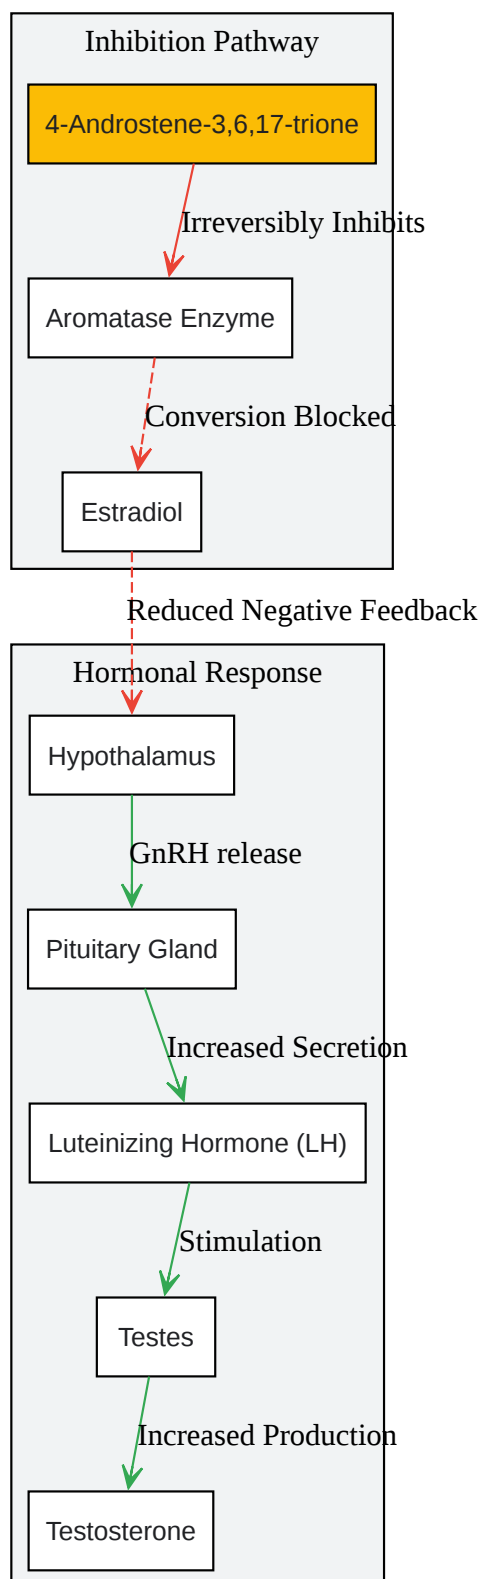 Inhibition Pathway
4-Androstene-3,6,17-trione
Irreversibly Inhibits
Aromatase Enzyme
Conversion Blocked
Estradiol
Reduced Negative Feedback
Hormonal Response
Hypothalamus
GnRH release
Pituitary Gland
Increased Secretion
Luteinizing Hormone (LH)
Stimulation
Testes
Increased Production
Testosterone